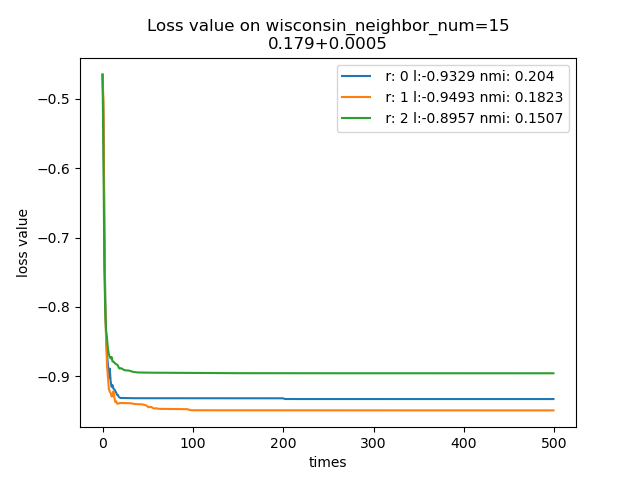 Loss value on wisconsin_neighbor_num=15
0.179+0.0005
r: 0 l:-0.9329 nmi: 0.204
r: 1 l:-0.9493 nmi: 0.1823
r: 2 l:-0.8957 nmi: 0.1507
−0.5
−0.6
−0.7
−0.8
−0.9
loss value
0 100 200 300 400 500
times